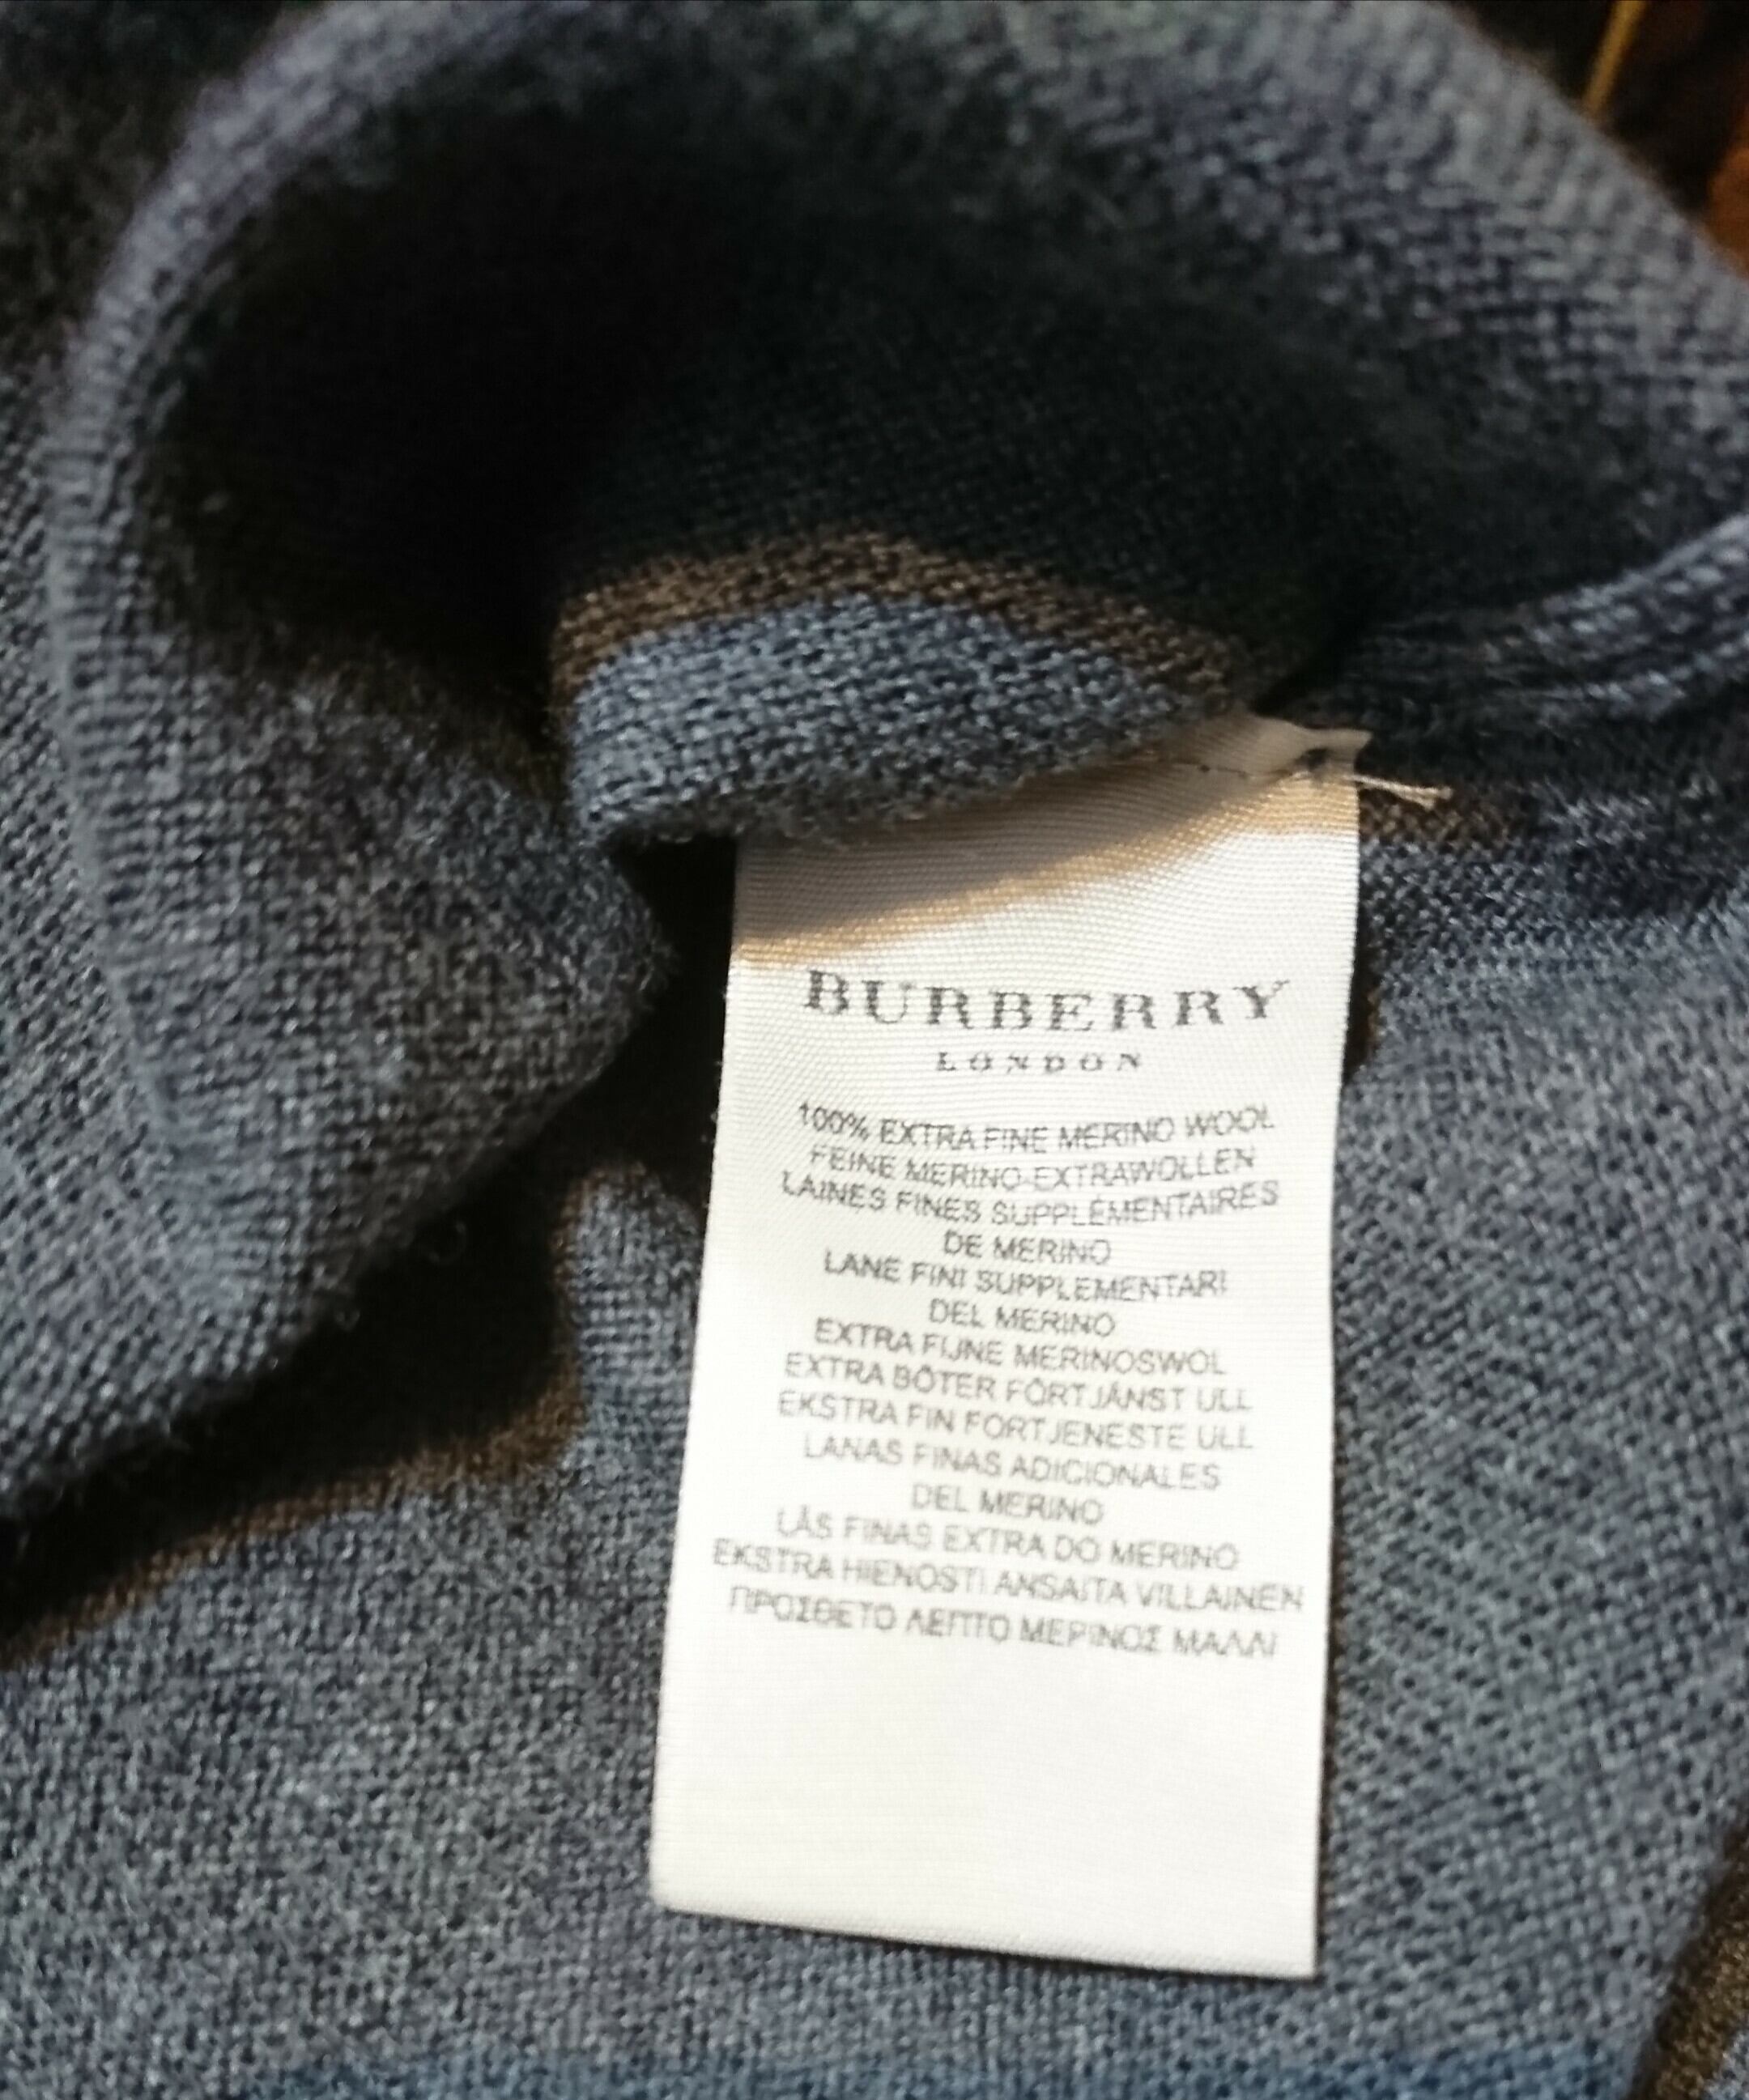 BURBERRY
LONDON
100% EXTRA FINE MERINO WOOL
FEINE MERINO-EXTRAWOLLEN
LAINES FINES SUPPLÉMENTAIRES
DE MERINO
LANE FINI SUPPLEMENTARI
DEL MERINO
EXTRA FIJNE MERINOSWOL
EXTRA BÖTER FÖRTJÄNST ULL
EKSTRA FIN FORTJENESTE ULL
LANAS FINAS ADICIONALES
DEL MERINO
LÃS FINAS EXTRA DO MERINO
EKSTRA HIENOSTI ANSAITA VILLAINEN
ΠΡΟΣΘΕΤΟ ΛΕΠΤΟ ΜΕΡΙΝΟΣ ΜΑΛΛΙ